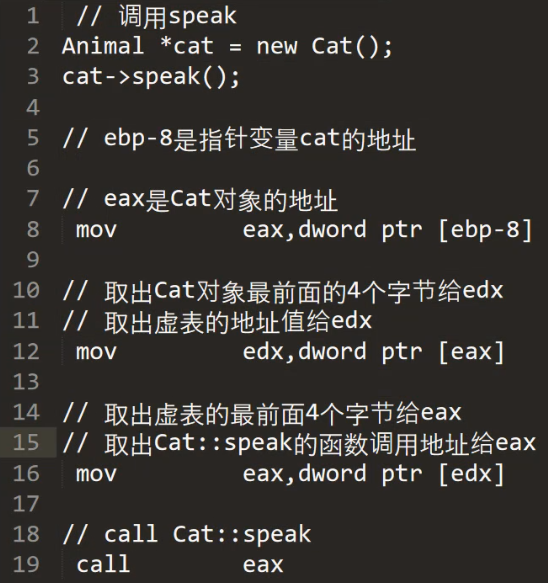 1 // 调用speak
2 Animal *cat = new Cat();
3 cat->speak();
4
5 // ebp-8是指针变量cat的地址
6
7 // eax是Cat对象的地址
8 mov eax,dword ptr [ebp-8]
9
10 // 取出Cat对象最前面的4个字节给edx
11 // 取出虚表的地址值给edx
12 mov edx,dword ptr [eax]
13
14 // 取出虚表的最前面4个字节给eax
15 // 取出Cat::speak的函数调用地址给eax
16 mov eax,dword ptr [edx]
17
18 // call Cat::speak
19 call eax